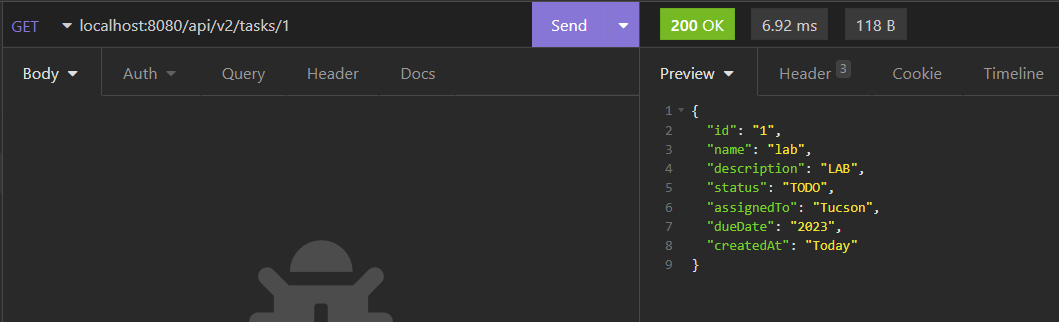 GET localhost:8080/api/v2/tasks/1 Send 200 OK 6.92 ms 118 B
Body Auth Query Header Docs Preview Header 3 Cookie Timeline
1 {
2 "id": "1",
3 "name": "lab",
4 "description": "LAB",
5 "status": "TODO",
6 "assignedTo": "Tucson",
7 "dueDate": "2023",
8 "createdAt": "Today"
9 }